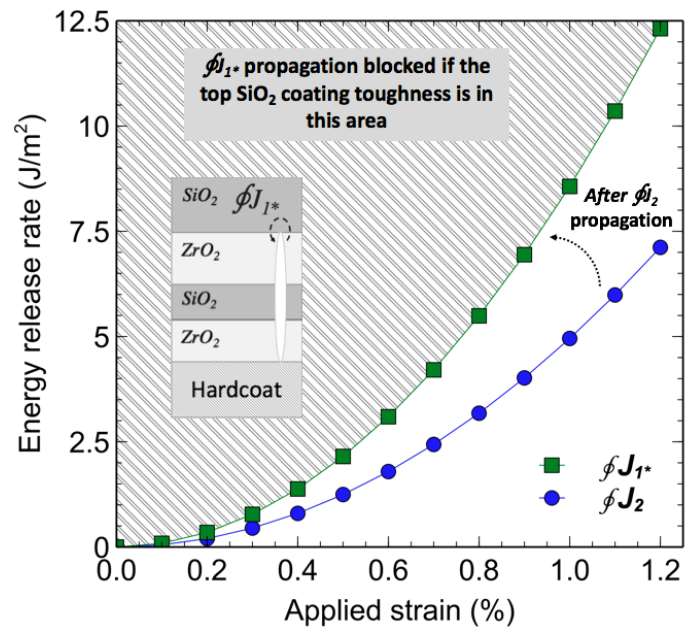 12.5
10
7.5
5
2.5
0
Energy release rate (J/m²)
∮J₁* propagation blocked if the
top SiO₂ coating toughness is in
this area
SiO₂ ∮J₁*
ZrO₂
SiO₂
ZrO₂
Hardcoat
After ∮J₂
propagation
∮J₁*
∮J₂
0.0 0.2 0.4 0.6 0.8 1.0 1.2
Applied strain (%)